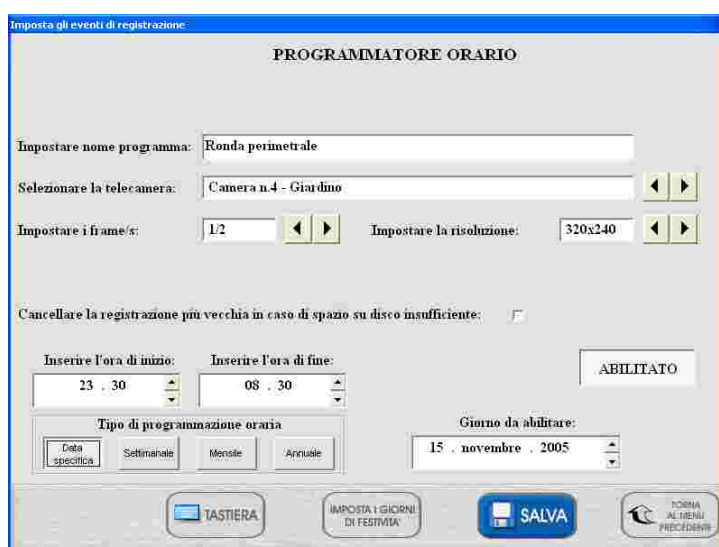 Imposta gli eventi di registrazione
PROGRAMMATORE ORARIO
Impostare nome programma: Ronda perimetrale
Selezionare la telecamera: Camera n.4 - Giardino
Impostare i frame/s: 1/2 Impostare la risoluzione: 320x240
Cancellare la registrazione più vecchia in caso di spazio su disco insufficiente:
Inserire l'ora di inizio: Inserire l'ora di fine:
23 . 30 08 . 30 ABILITATO
Tipo di programmazione oraria Giorno da abilitare:
Data specifica Settimanale Mensile Annuale 15 . novembre . 2005
TASTIERA IMPOSTA I GIORNI DI FESTIVITA' SALVA TORNA AL MENU PRECEDENTE